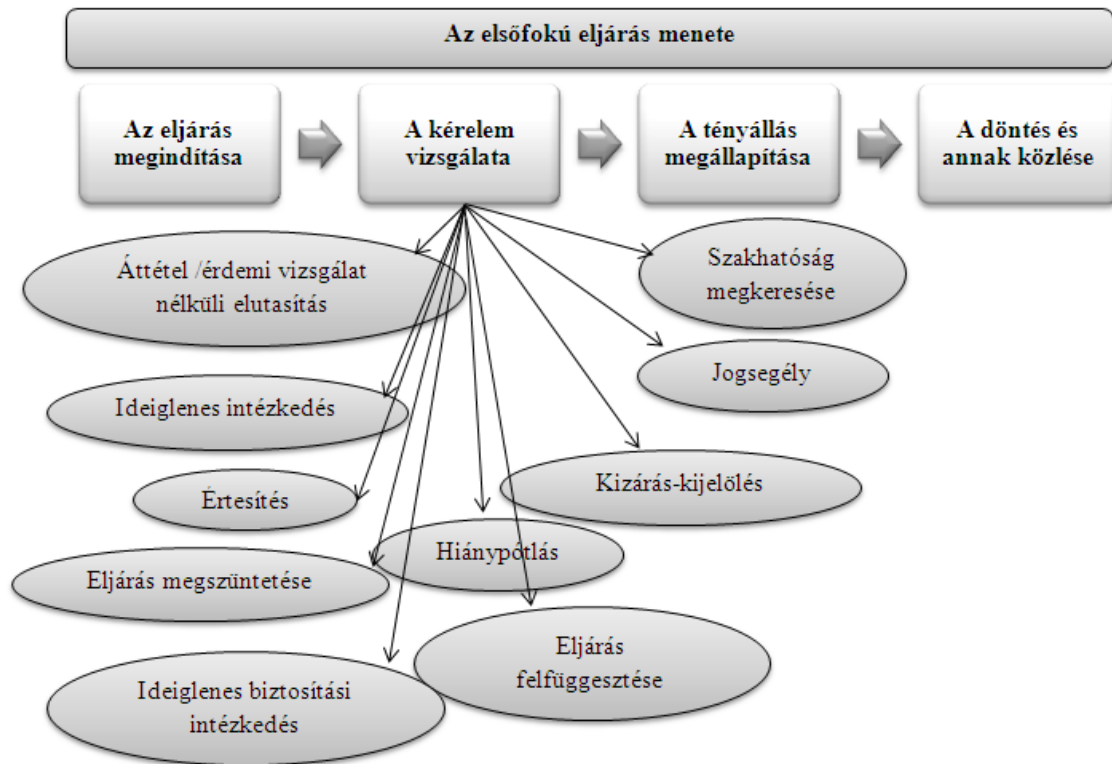 Az elsőfokú eljárás menete
Az eljárás
megindítása
A kérelem
vizsgálata
A tényállás
megállapítása
A döntés és
annak közlése
Áttétel /érdemi vizsgálat
nélküli elutasítás
Szakhatóság
megkeresése
Jogsegély
Ideiglenes intézkedés
Kizárás-kijelölés
Értesítés
Hiánypótlás
Eljárás megszüntetése
Eljárás
felfüggesztése
Ideiglenes biztosítási
intézkedés